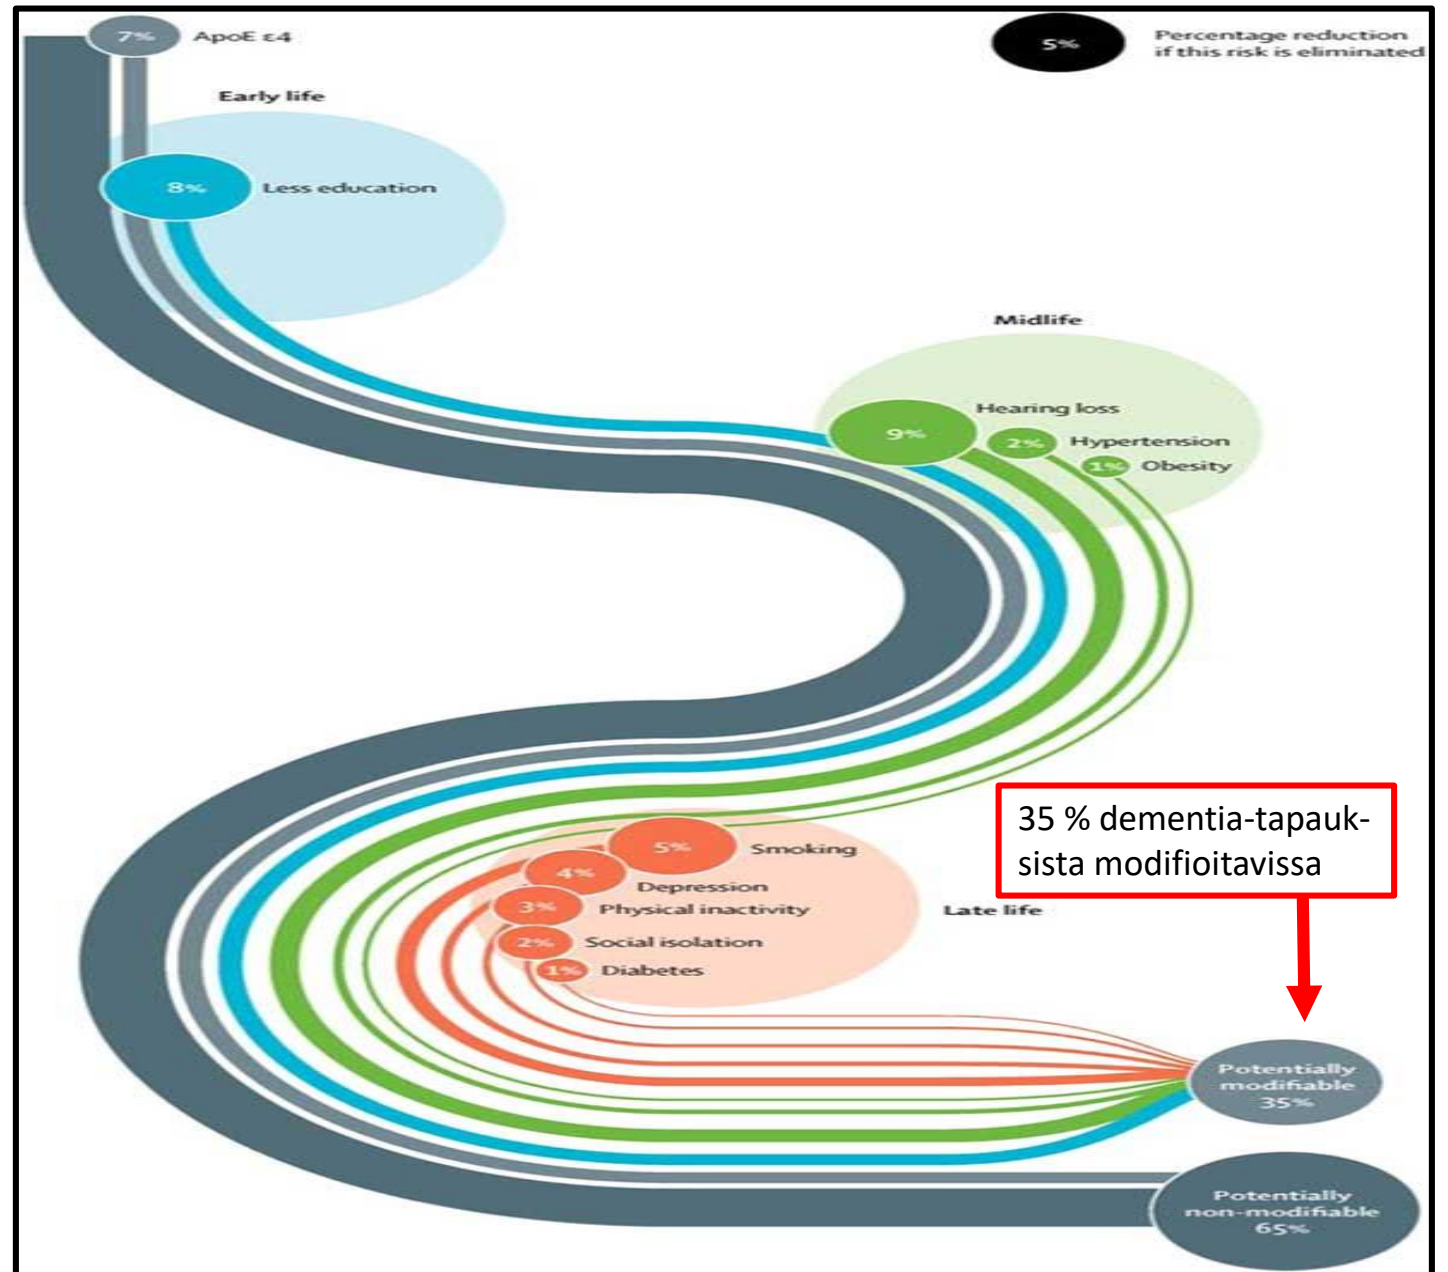 7%
ApoE ε4
5%
Percentage reduction
if this risk is eliminated
Early life
8%
Less education
Midlife
Hearing loss
9%
2%
Hypertension
1%
Obesity
35 % dementia-tapauk-
sista modifioitavissa
5%
Smoking
4%
Depression
3%
Physical inactivity
Late life
2%
Social isolation
1%
Diabetes
Potentially
modifiable
35%
Potentially
non-modifiable
65%